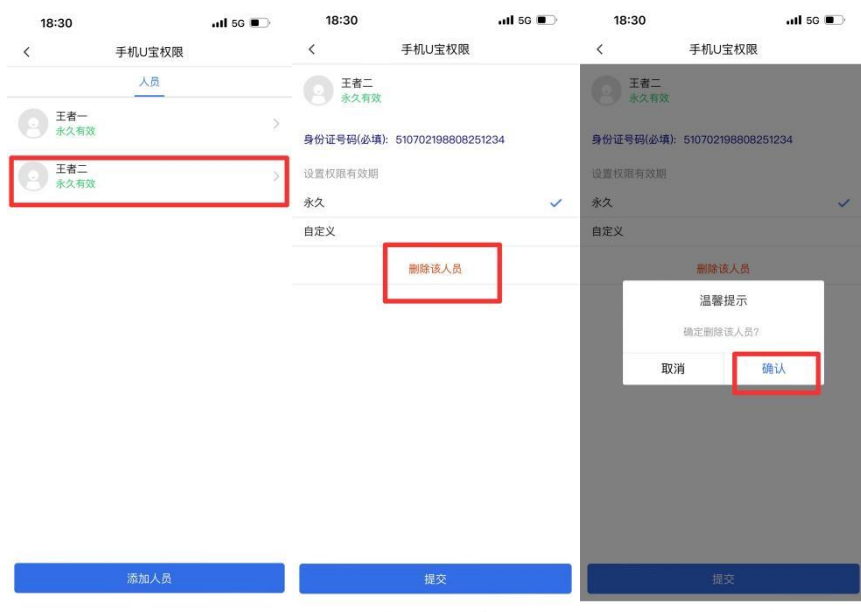 18:30
5G
手机U宝权限
人员
王者一
永久有效
王者二
永久有效
添加人员
18:30
5G
手机U宝权限
王者二
永久有效
身份证号码(必填): 510702198808251234
设置权限有效期
永久
自定义
删除该人员
提交
18:30
5G
手机U宝权限
王者二
永久有效
身份证号码(必填): 510702198808251234
设置权限有效期
永久
自定义
删除该人员
温馨提示
确定删除该人员?
取消
确认
提交